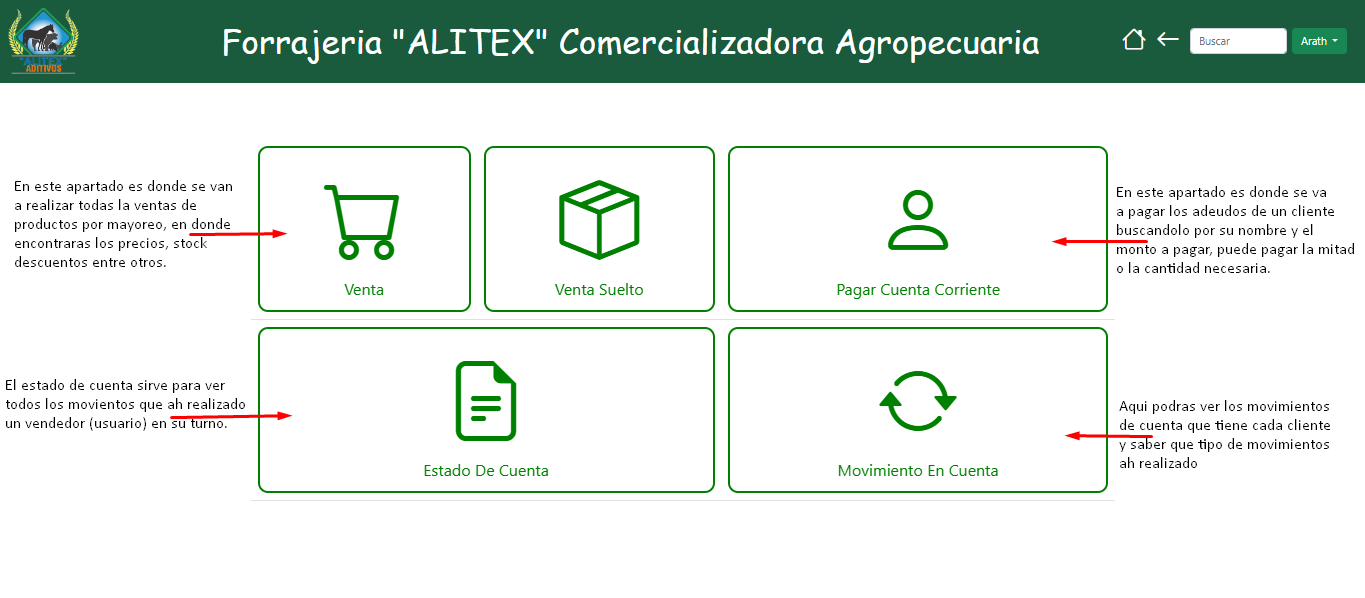 "ALITEX"
ADITIVOS
Forrajeria "ALITEX" Comercializadora Agropecuaria
Buscar
Arath
En este apartado es donde se van
a realizar todas la ventas de
productos por mayoreo, en donde
encontraras los precios, stock
descuentos entre otros.
Venta
Venta Suelto
Pagar Cuenta Corriente
En este apartado es donde se va
a pagar los adeudos de un cliente
buscandolo por su nombre y el
monto a pagar, puede pagar la mitad
o la cantidad necesaria.
El estado de cuenta sirve para ver
todos los movientos que ah realizado
un vendedor (usuario) en su turno.
Estado De Cuenta
Movimiento En Cuenta
Aqui podras ver los movimientos
de cuenta que tiene cada cliente
y saber que tipo de movimientos
ah realizado